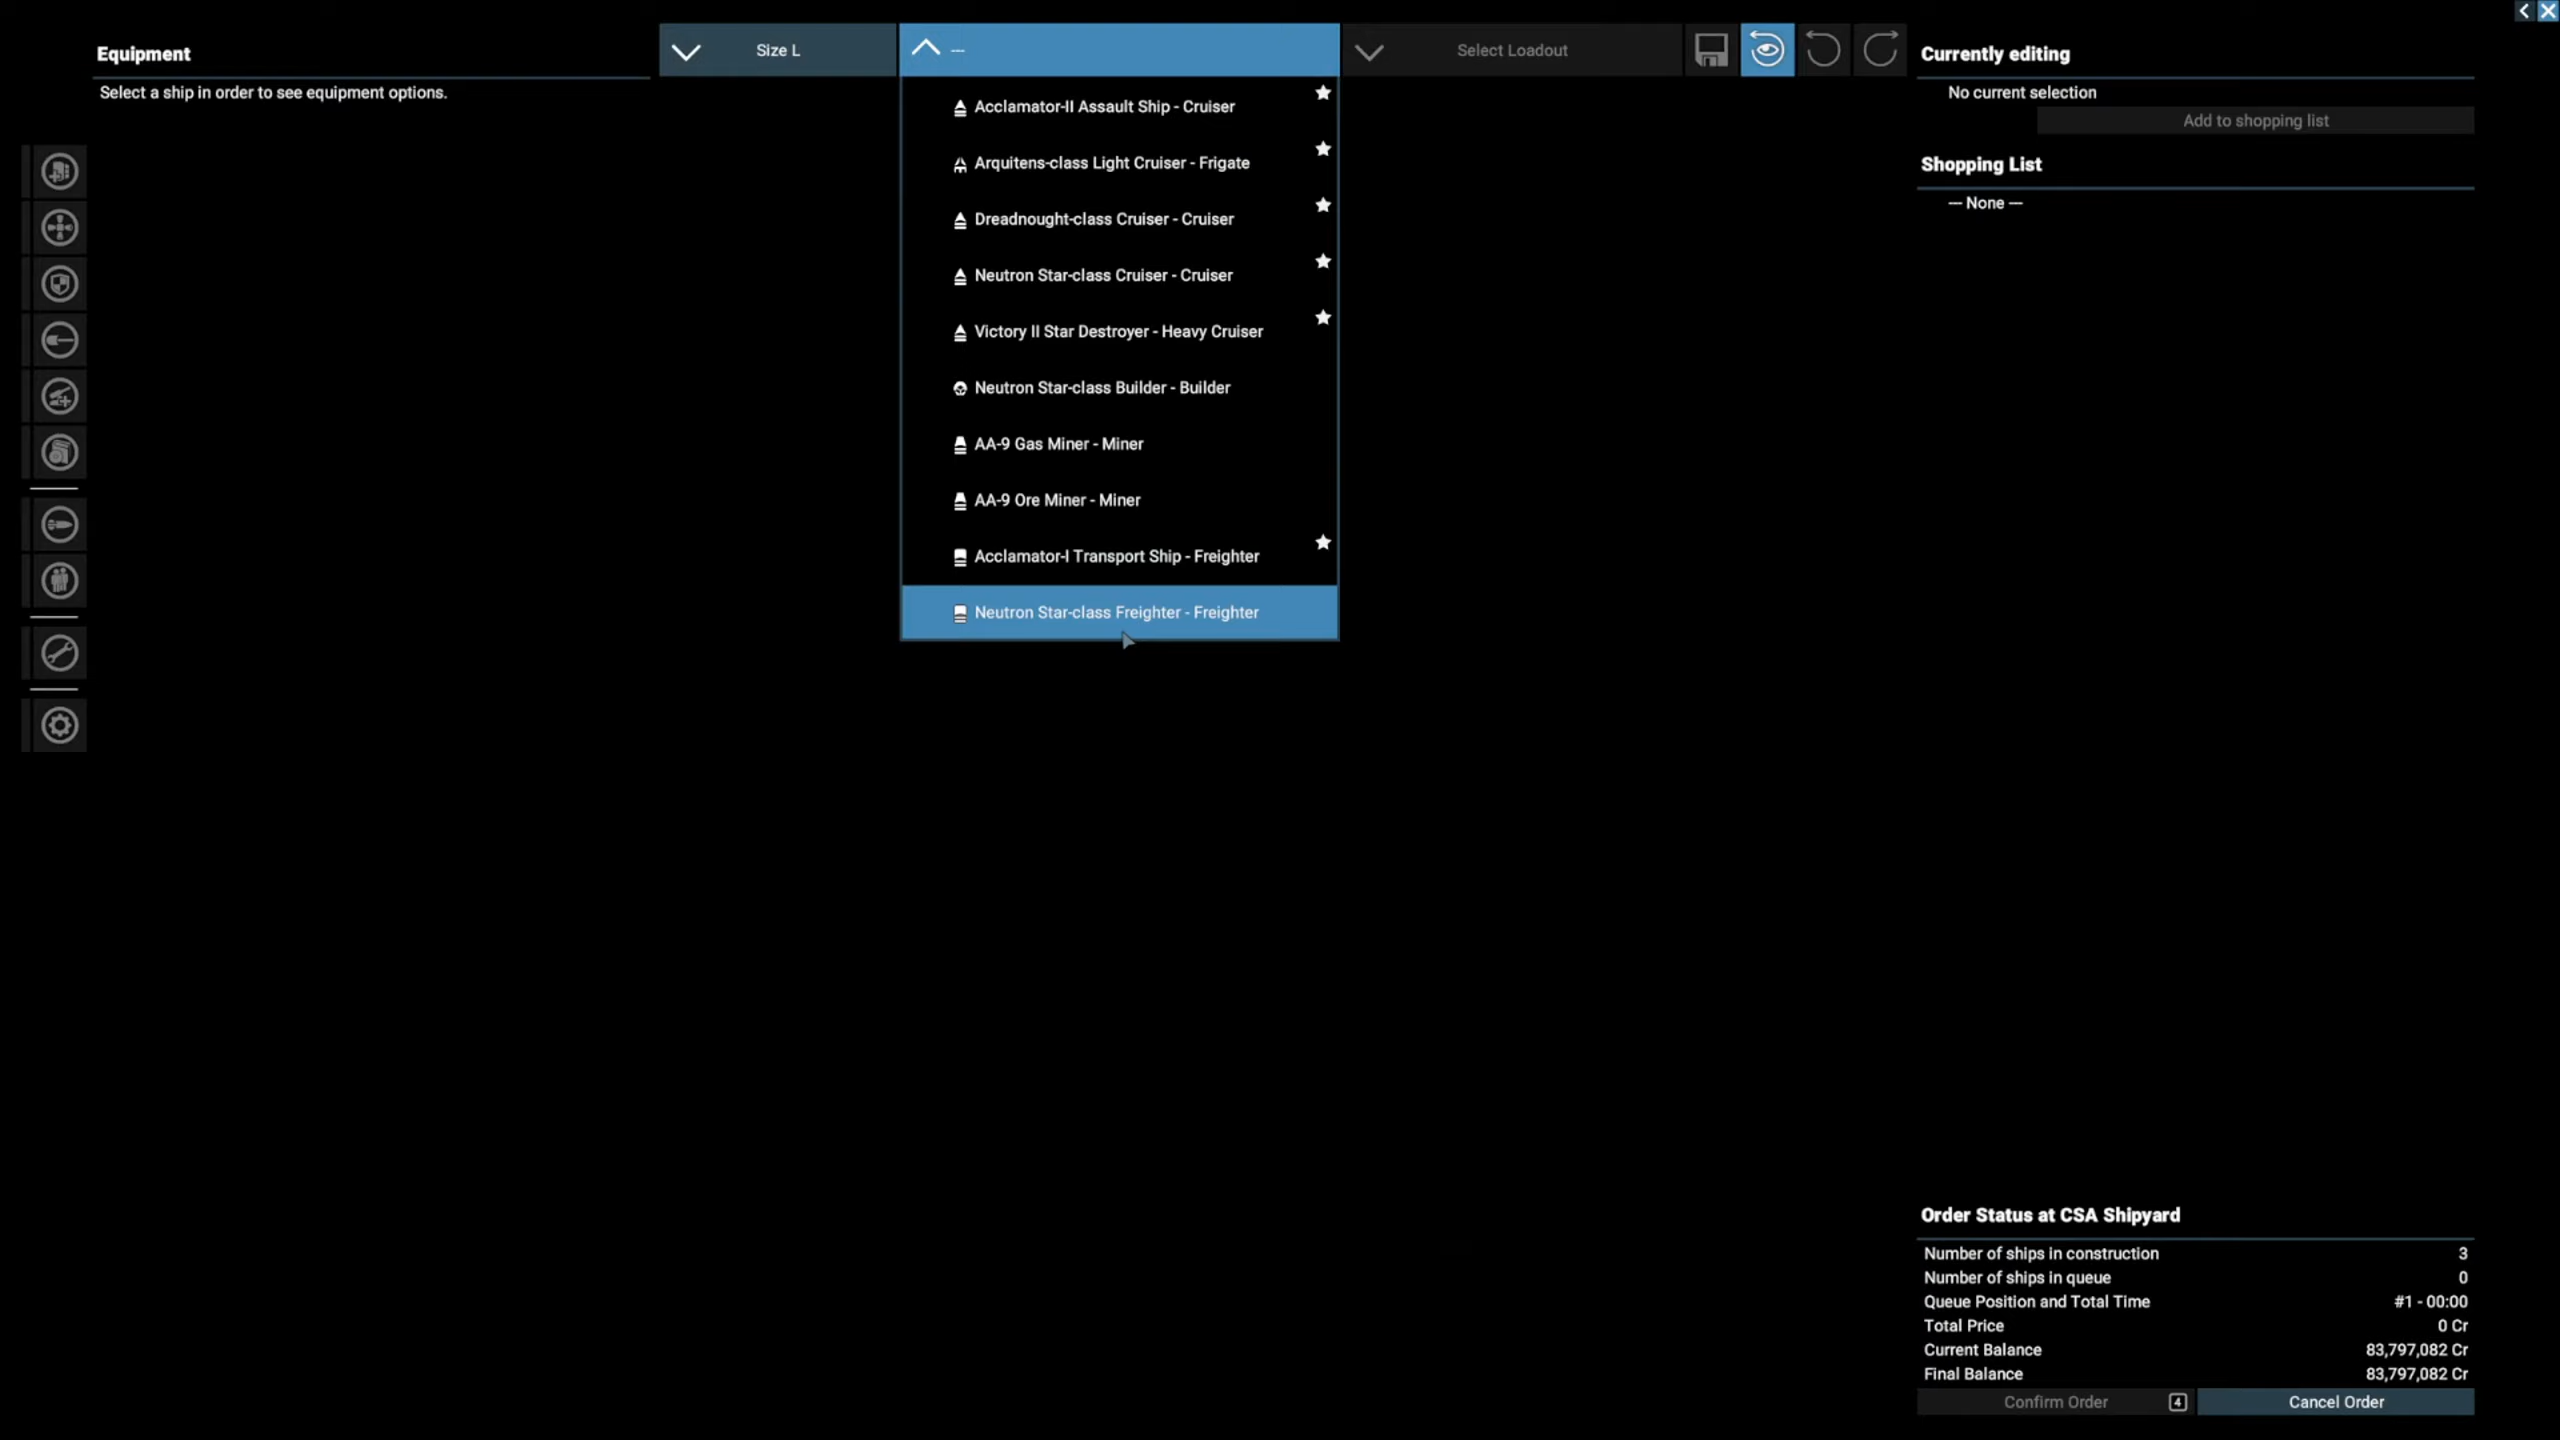 Equipment
Select a ship in order to see equipment options.
Size L
---
Select Loadout
Acclamator-II Assault Ship - Cruiser
Arquitens-class Light Cruiser - Frigate
Dreadnought-class Cruiser - Cruiser
Neutron Star-class Cruiser - Cruiser
Victory II Star Destroyer - Heavy Cruiser
Neutron Star-class Builder - Builder
AA-9 Gas Miner - Miner
AA-9 Ore Miner - Miner
Acclamator-I Transport Ship - Freighter
Neutron Star-class Freighter - Freighter
Currently editing
No current selection
Add to shopping list
Shopping List
--- None ---
Order Status at CSA Shipyard
Number of ships in construction 3
Number of ships in queue 0
Queue Position and Total Time #1 - 00:00
Total Price 0 Cr
Current Balance 83,797,082 Cr
Final Balance 83,797,082 Cr
Confirm Order 4
Cancel Order